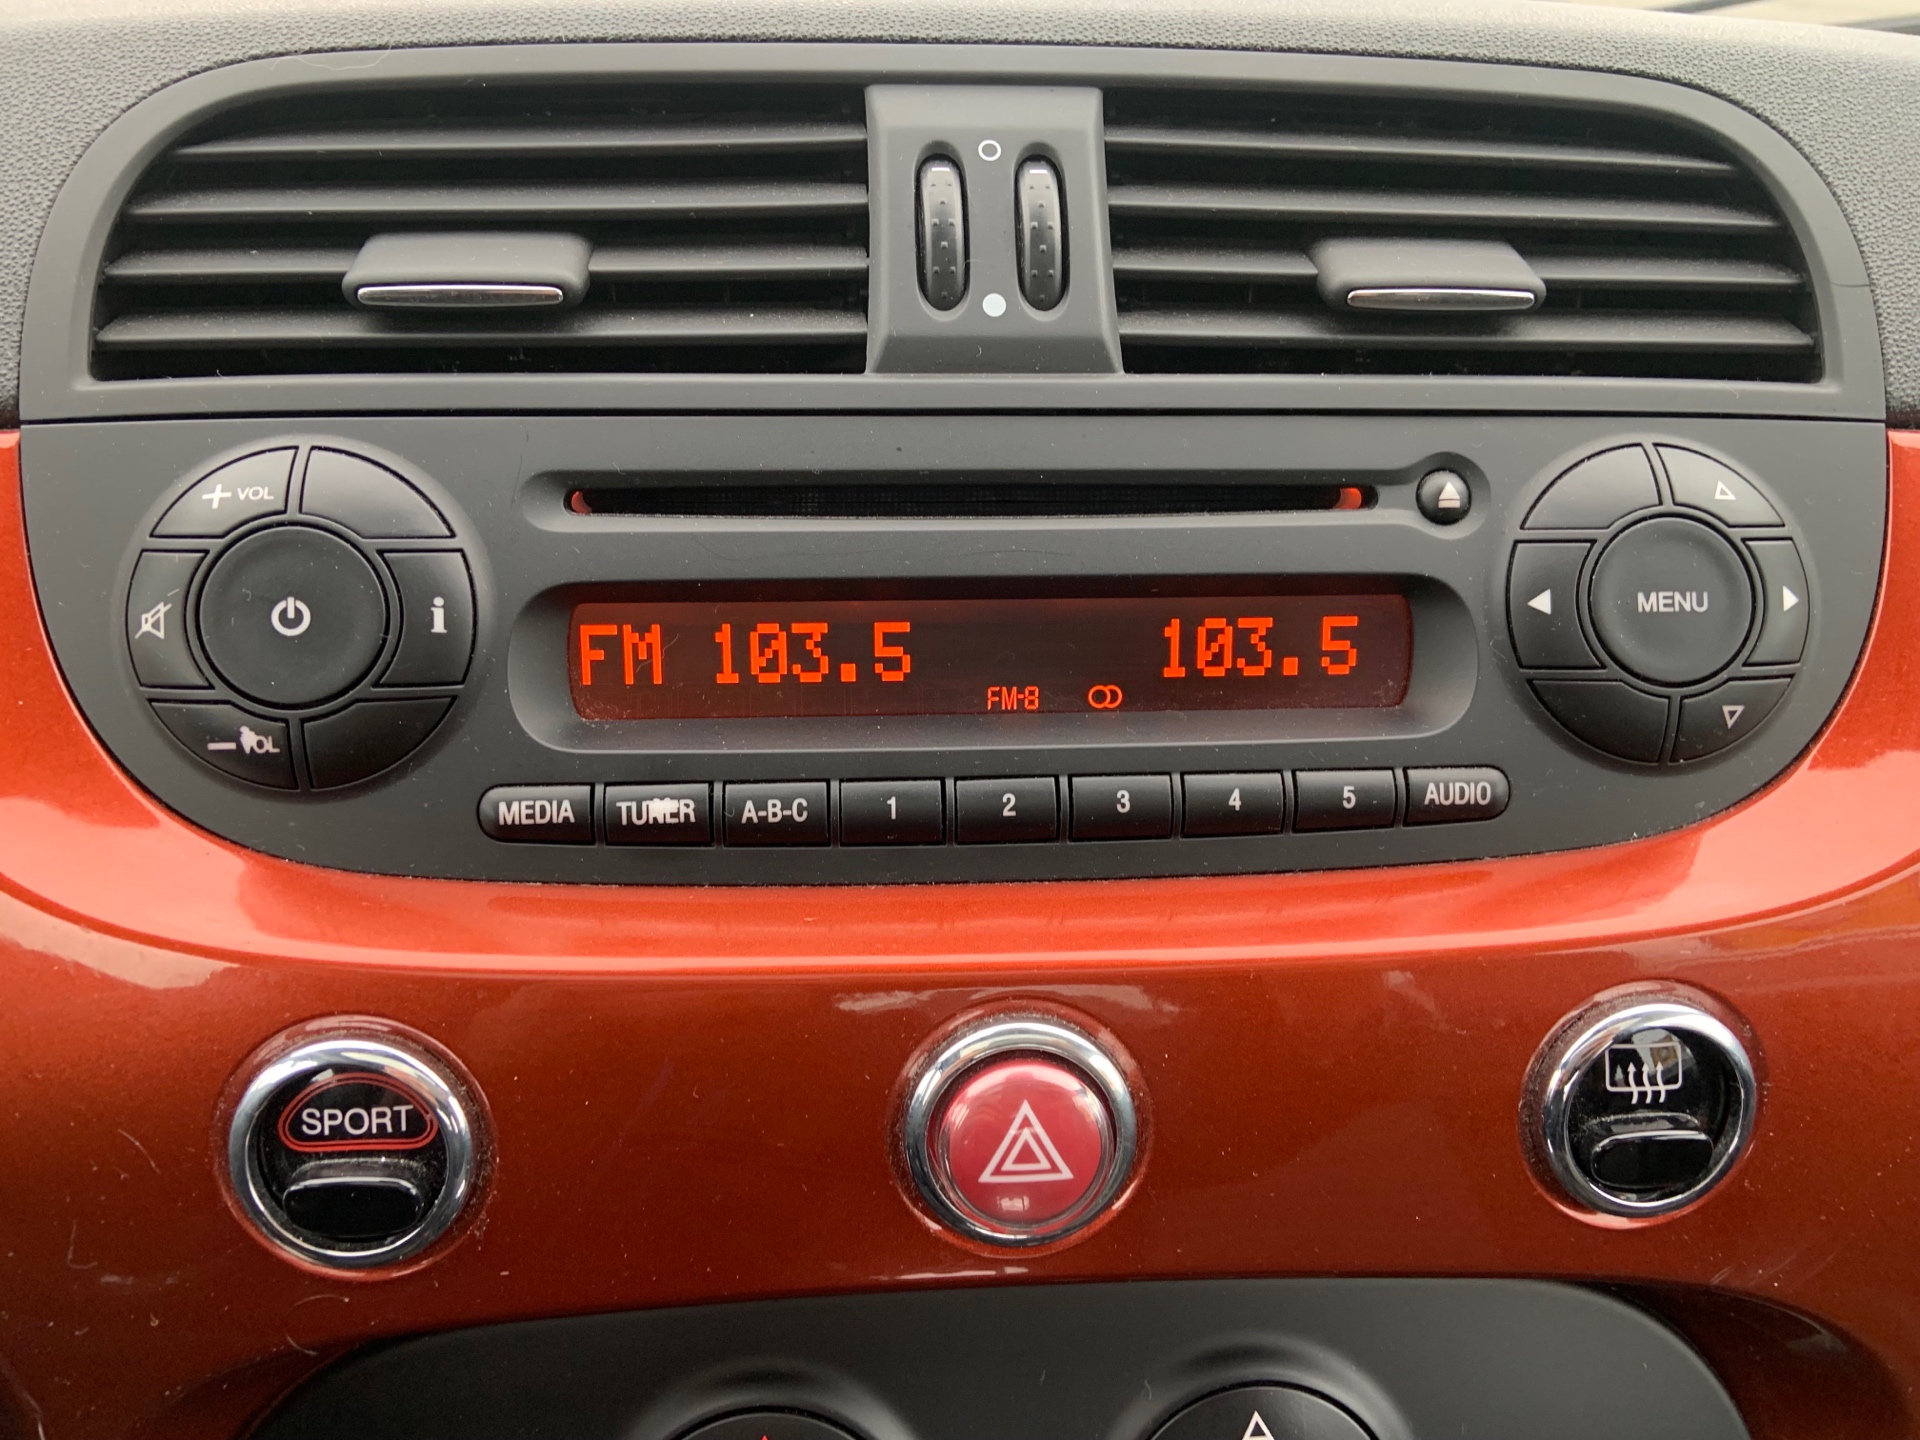 + VOL
i
MENU
FM 103.5 103.5
FM-8
- VOL
MEDIA TUNER A-B-C 1 2 3 4 5 AUDIO
SPORT